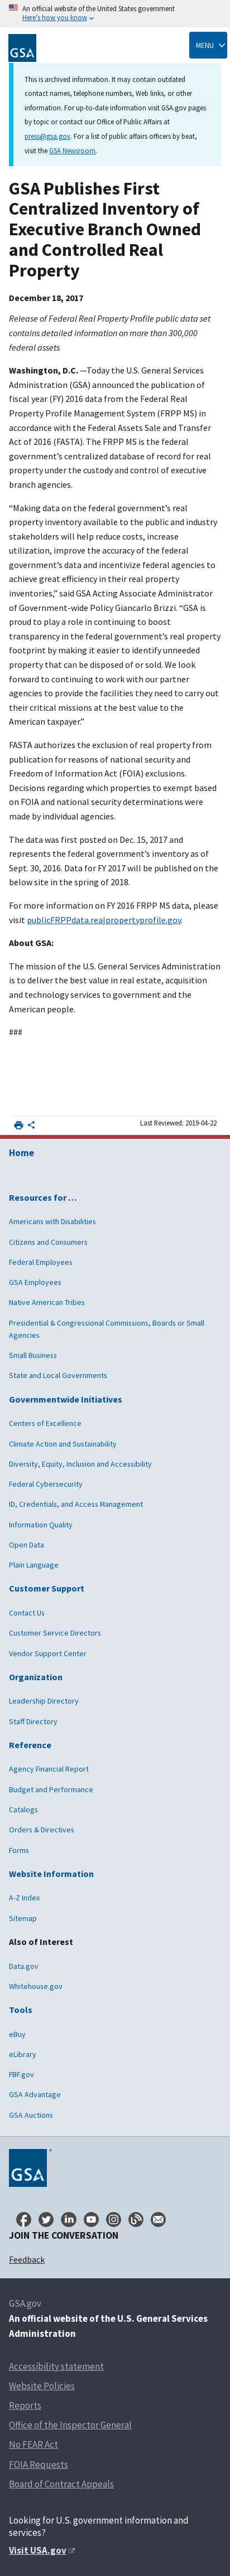 An official website of the United States government
Here's how you know
GSA
MENU
This is archived information. It may contain outdated
contact names, telephone numbers, Web links, or other
information. For up-to-date information visit GSA.gov pages
by topic or contact our Office of Public Affairs at
press@gsa.gov. For a list of public affairs officers by beat,
visit the GSA Newsroom.
GSA Publishes First
Centralized Inventory of
Executive Branch Owned
and Controlled Real
Property
December 18, 2017
Release of Federal Real Property Profile public data set
contains detailed information on more than 300,000
federal assets
Washington, D.C. —Today the U.S. General Services
Administration (GSA) announced the publication of
fiscal year (FY) 2016 data from the Federal Real
Property Profile Management System (FRPP MS) in
accordance with the Federal Assets Sale and Transfer
Act of 2016 (FASTA). The FRPP MS is the federal
government's centralized database of record for real
property under the custody and control of executive
branch agencies.
“Making the data on federal government-wide real
property inventory available to the public and industry
stakeholders will help reduce costs, increase
utilization, improve the accuracy of the federal
government's data and incentivize federal agencies to
achieve great efficiency in their real property
inventories,” said GSA Acting Associate Administrator
of Government-wide Policy Giancarlo Brizzi. “GSA is
proud to play a role in continuing to boost
transparency in the federal government's real property
footprint by making it easier to identify unneeded
property that can be disposed of or sold. We look
forward to continuing to work with our partner
agencies to provide the facilities they need to carry out
their critical missions at the best value to the
American taxpayer.”
FASTA authorizes the exclusion of real property from
publication for reasons of national security and
Freedom of Information Act (FOIA) exclusions.
Decisions regarding which properties to exempt based
on FOIA and national security determinations were
made by individual agencies.
The data was first posted on Dec. 15, 2017 and
represents the federal government's inventory as of
Sept. 30, 2016. Data for FY 2017 will be published on the
below site in the spring of 2018.
For more information on FY 2016 FRPP MS data, please
visit publicFRPPdata.realpropertyprofile.gov.
About GSA:
The mission of the U.S. General Services Administration
is to deliver the best value in real estate, acquisition
and technology services to government and the
American people.
###
Last Reviewed: 2019-04-22
Home
Resources for …
Americans with Disabilities
Citizens and Consumers
Federal Employees
GSA Employees
Native American Tribes
Presidential & Congressional Commissions, Boards or Small
Agencies
Small Business
State and Local Governments
Governmentwide Initiatives
Centers of Excellence
Climate Action and Sustainability
Diversity, Equity, Inclusion and Accessibility
Federal Cybersecurity
ID, Credentials, and Access Management
Information Quality
Open Data
Plain Language
Customer Support
Contact Us
Customer Service Directors
Vendor Support Center
Organization
Leadership Directory
Staff Directory
Reference
Agency Financial Report
Budget and Performance
Catalogs
Orders & Directives
Forms
Website Information
A-Z Index
Sitemap
Also of Interest
Data.gov
Whitehouse.gov
Tools
eBuy
eLibrary
FBF.gov
GSA Advantage
GSA Auctions
GSA
JOIN THE CONVERSATION
Feedback
GSA.gov
An official website of the U.S. General Services
Administration
Accessibility statement
Website Policies
Reports
Office of the Inspector General
No FEAR Act
FOIA Requests
Board of Contract Appeals
Looking for U.S. government information and
services?
Visit USA.gov